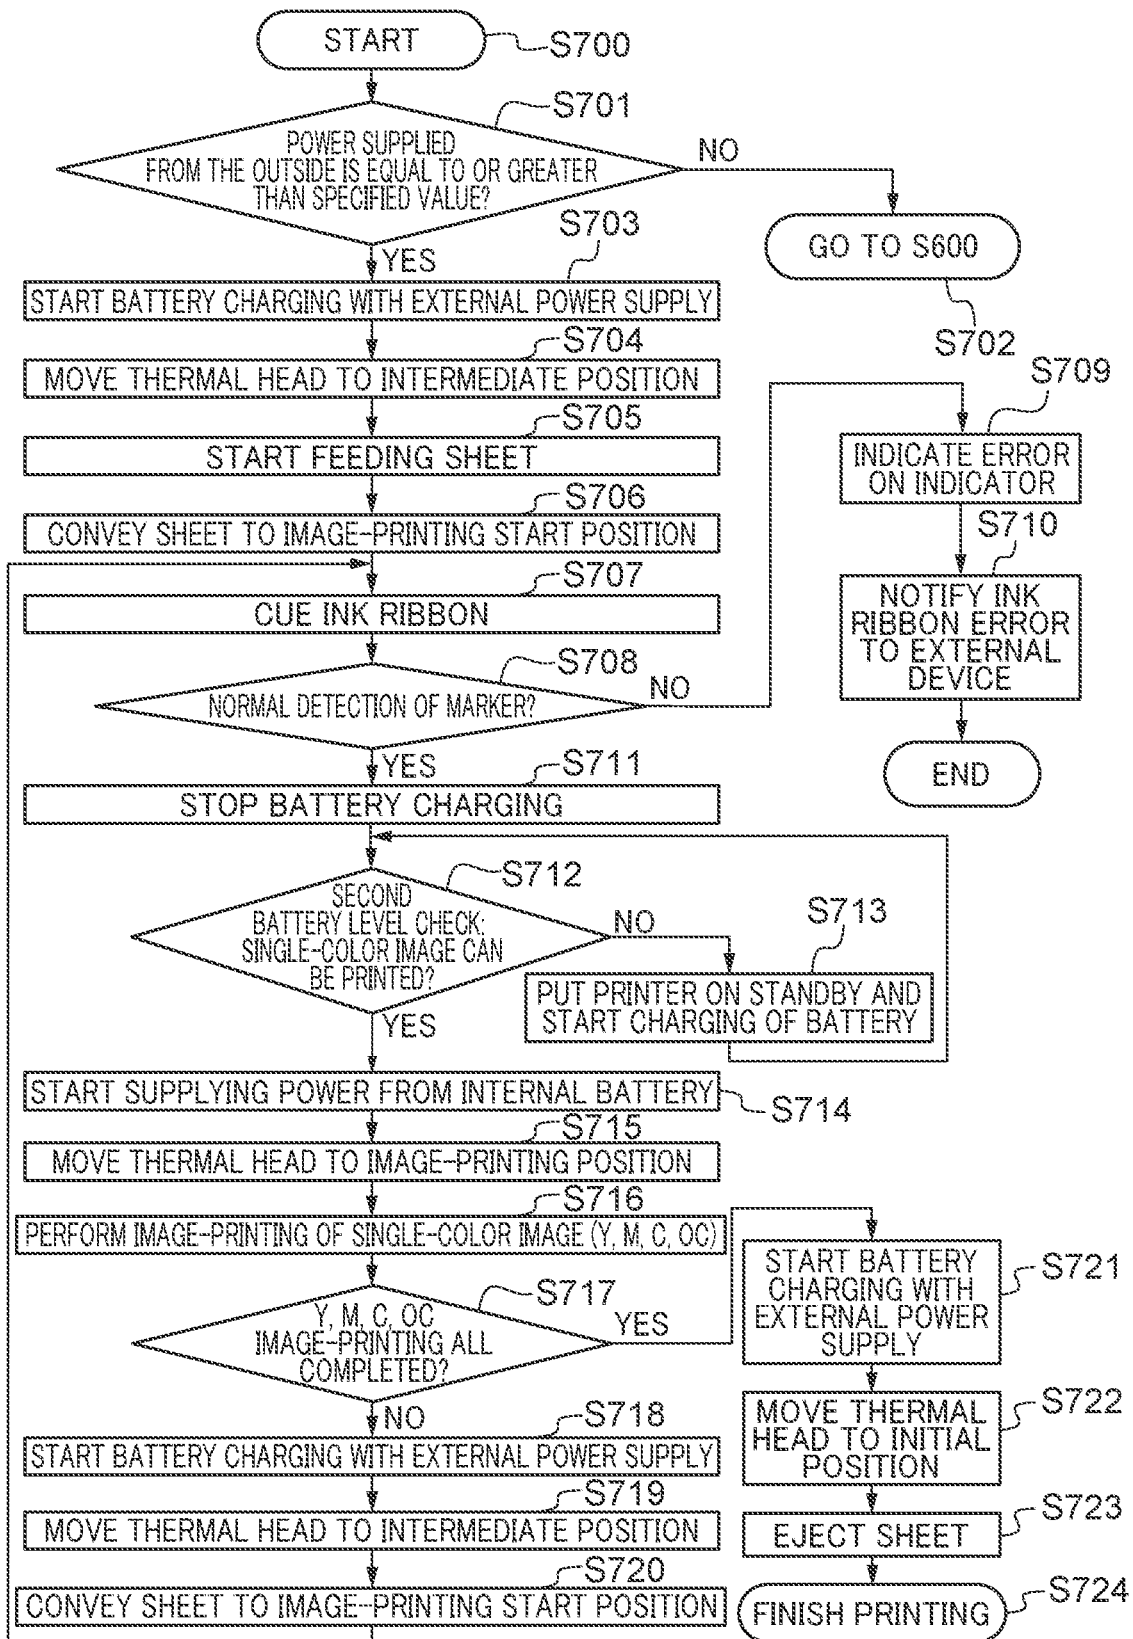 START
S700
S701
POWER SUPPLIED
FROM THE OUTSIDE IS EQUAL TO OR GREATER
THAN SPECIFIED VALUE?
NO
YES
GO TO S600
S702
S703
START BATTERY CHARGING WITH EXTERNAL POWER SUPPLY
S704
MOVE THERMAL HEAD TO INTERMEDIATE POSITION
S705
START FEEDING SHEET
S706
CONVEY SHEET TO IMAGE-PRINTING START POSITION
S707
CUE INK RIBBON
S708
NORMAL DETECTION OF MARKER?
NO
YES
S709
INDICATE ERROR
ON INDICATOR
S710
NOTIFY INK
RIBBON ERROR
TO EXTERNAL
DEVICE
END
S711
STOP BATTERY CHARGING
S712
SECOND
BATTERY LEVEL CHECK:
SINGLE-COLOR IMAGE CAN
BE PRINTED?
NO
YES
S713
PUT PRINTER ON STANDBY AND
START CHARGING OF BATTERY
START SUPPLYING POWER FROM INTERNAL BATTERY
S714
S715
MOVE THERMAL HEAD TO IMAGE-PRINTING POSITION
S716
PERFORM IMAGE-PRINTING OF SINGLE-COLOR IMAGE (Y, M, C, OC)
S717
Y, M, C, OC
IMAGE-PRINTING ALL
COMPLETED?
YES
NO
S718
START BATTERY CHARGING WITH EXTERNAL POWER SUPPLY
S719
MOVE THERMAL HEAD TO INTERMEDIATE POSITION
S720
CONVEY SHEET TO IMAGE-PRINTING START POSITION
START BATTERY
CHARGING WITH
EXTERNAL POWER
SUPPLY
S721
MOVE THERMAL
HEAD TO INITIAL
POSITION
S722
EJECT SHEET
S723
FINISH PRINTING
S724